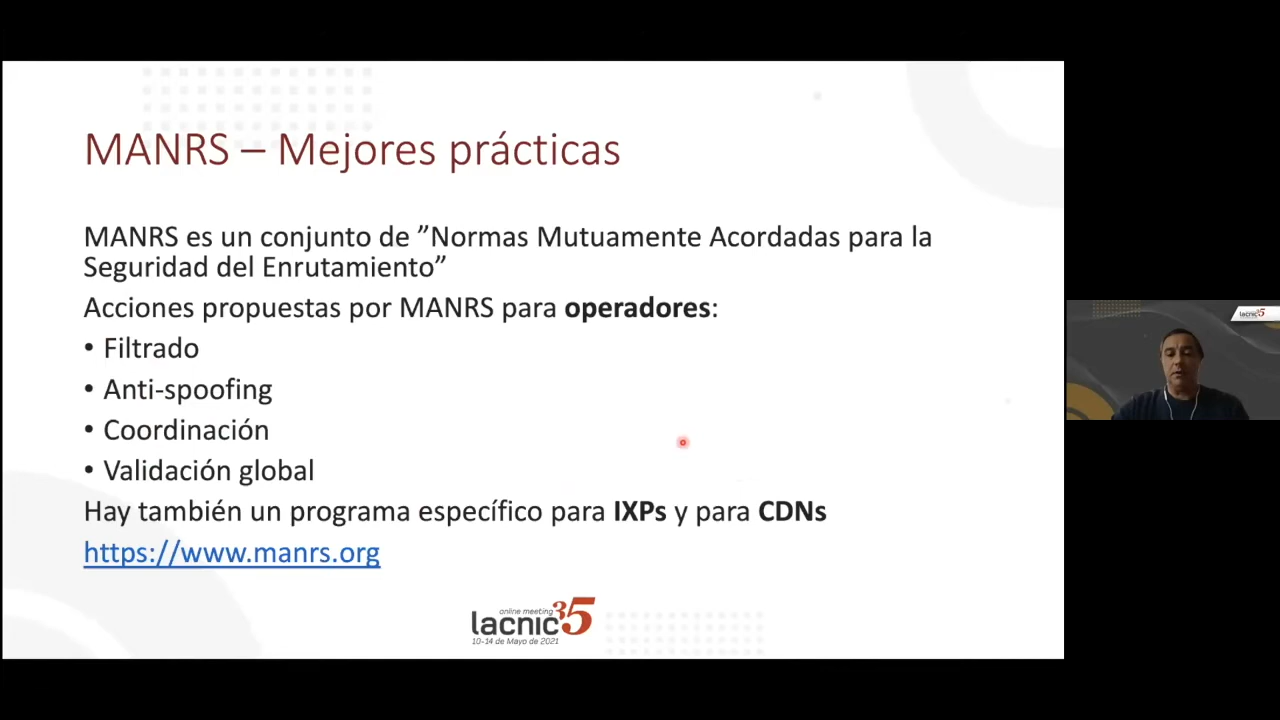 MANRS – Mejores prácticas
MANRS es un conjunto de ”Normas Mutuamente Acordadas para la
Seguridad del Enrutamiento”
Acciones propuestas por MANRS para operadores:
• Filtrado
• Anti-spoofing
• Coordinación
• Validación global
Hay también un programa específico para IXPs y para CDNs
https://www.manrs.org
online meeting
lacnic35
10-14 de Mayo de 2021
lacnic35